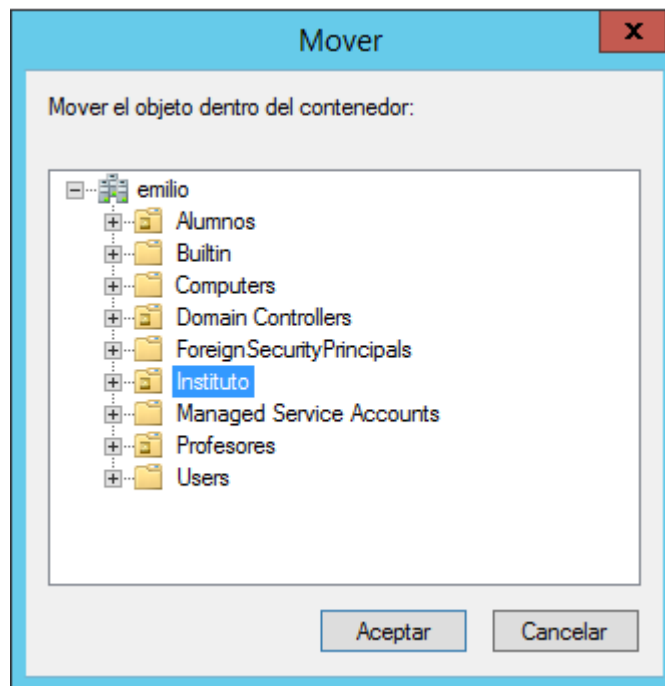 Mover
Mover el objeto dentro del contenedor:
emilio
Alumnos
Builtin
Computers
Domain Controllers
ForeignSecurityPrincipals
Instituto
Managed Service Accounts
Profesores
Users
Aceptar
Cancelar